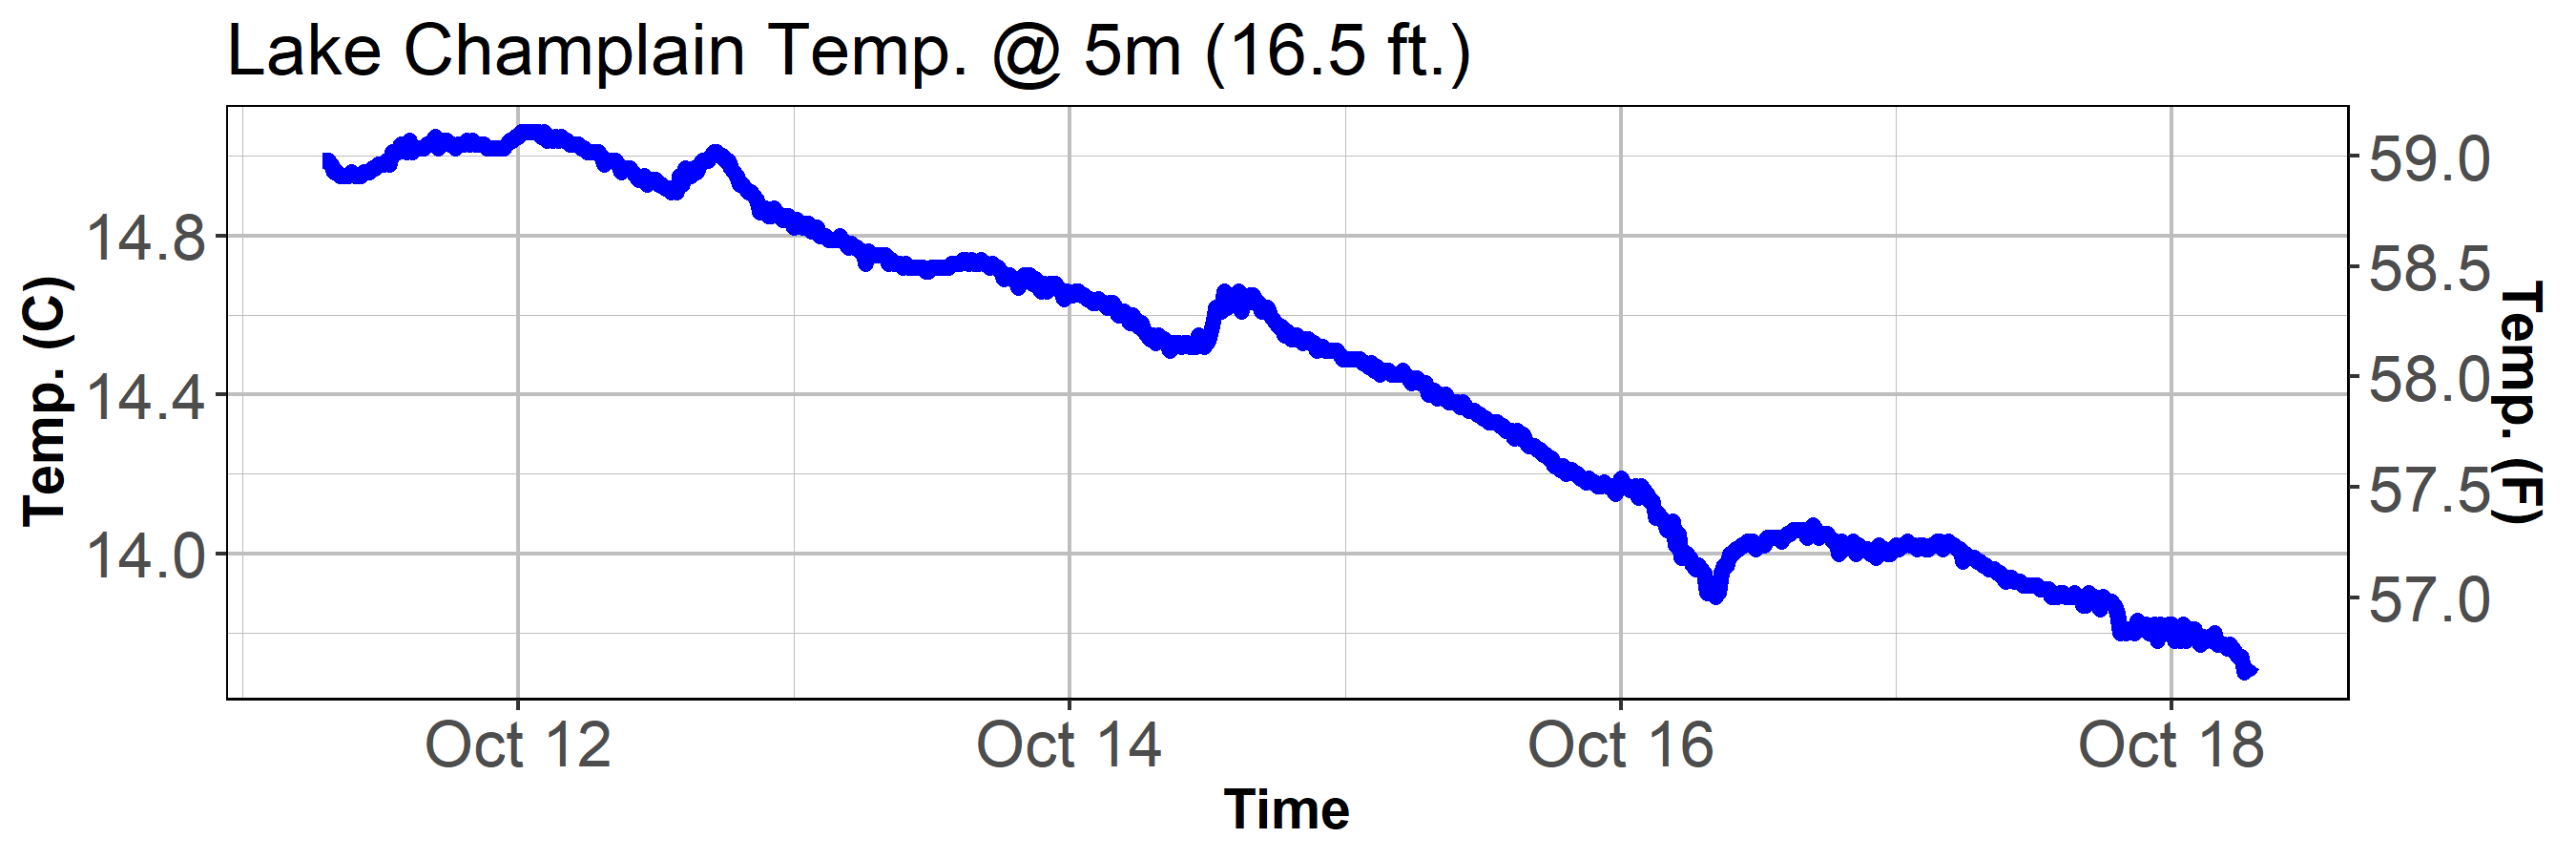 Lake Champlain Temp. @ 5m (16.5 ft.)
Temp. (C)
14.8
14.4
14.0
59.0
58.5
58.0
57.5
57.0
Temp. (F)
Oct 12
Oct 14
Oct 16
Oct 18
Time